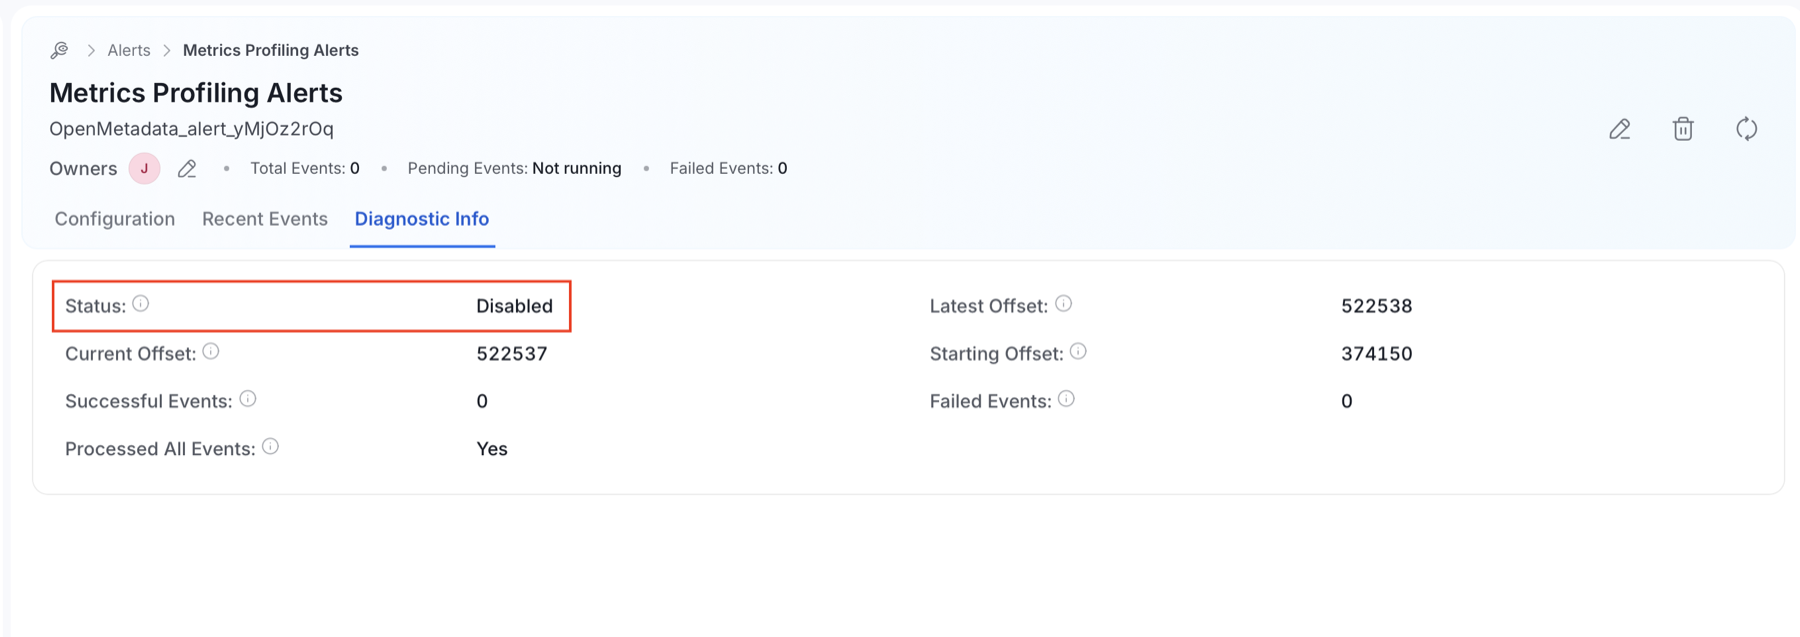 Alerts > Metrics Profiling Alerts
Metrics Profiling Alerts
OpenMetadata_alert_yMjOz2rOq
Owners J • Total Events: 0 • Pending Events: Not running • Failed Events: 0
Configuration Recent Events Diagnostic Info
Status: Disabled Latest Offset: 522538
Current Offset: 522537 Starting Offset: 374150
Successful Events: 0 Failed Events: 0
Processed All Events: Yes